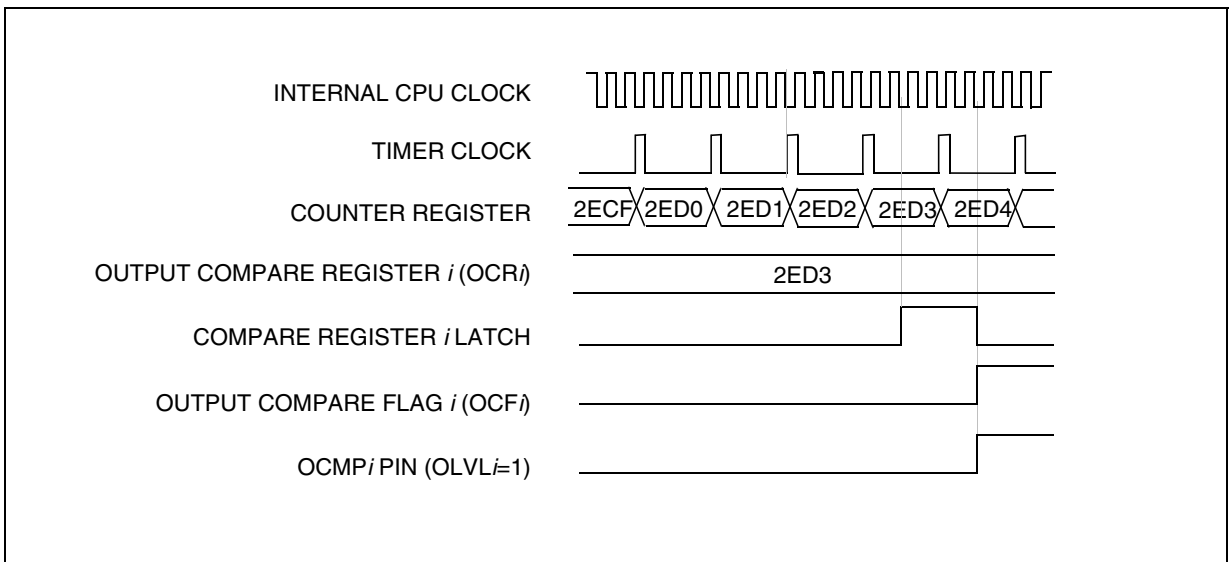 INTERNAL CPU CLOCK
TIMER CLOCK
COUNTER REGISTER 2ECF 2ED0 2ED1 2ED2 2ED3 2ED4
OUTPUT COMPARE REGISTER i (OCRi) 2ED3
COMPARE REGISTER i LATCH
OUTPUT COMPARE FLAG i (OCFi)
OCMPi PIN (OLVLi=1)